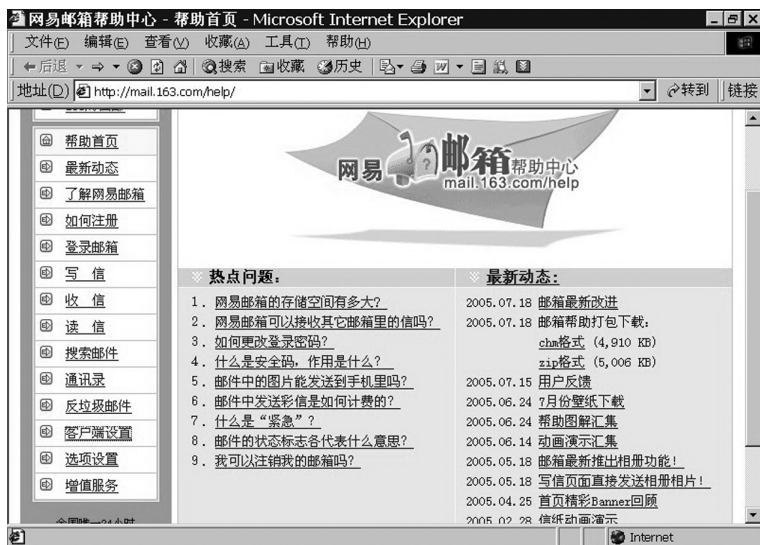 网易邮箱帮助中心 - 帮助首页 - Microsoft Internet Explorer
文件(F) 编辑(E) 查看(V) 收藏(A) 工具(T) 帮助(H)
后退 搜索 收藏 历史
地址(D) http://mail.163.com/help/ 转到 链接
帮助首页
最新动态
了解网易邮箱
如何注册
登录邮箱
写 信
收 信
读 信
搜索邮件
通讯录
反垃圾邮件
客户端设置
选项设置
增值服务
网易 邮箱 帮助中心
mail.163.com/help
热点问题:
1. 网易邮箱的存储空间有多大?
2. 网易邮箱可以接收其它邮箱里的信吗?
3. 如何更改登录密码?
4. 什么是安全码,作用是什么?
5. 邮件中的图片能发送到手机里吗?
6. 邮件中发送彩信是如何计费的?
7. 什么是“紧急”?
8. 邮件的状态标志各代表什么意思?
9. 我可以注销我的邮箱吗?
最新动态:
2005.07.18 邮箱最新改进
2005.07.18 邮箱帮助打包下载:
chm格式 (4,910 KB)
zip格式 (5,006 KB)
2005.07.15 用户反馈
2005.06.24 7月份壁纸下载
2005.06.24 帮助图解汇集
2005.06.14 动画演示汇集
2005.05.18 邮箱最新推出相册功能!
2005.05.18 写信页面直接发送相册相片!
2005.04.25 首页精彩Banner回顾
2005.02.28 信纸动画演示
Internet